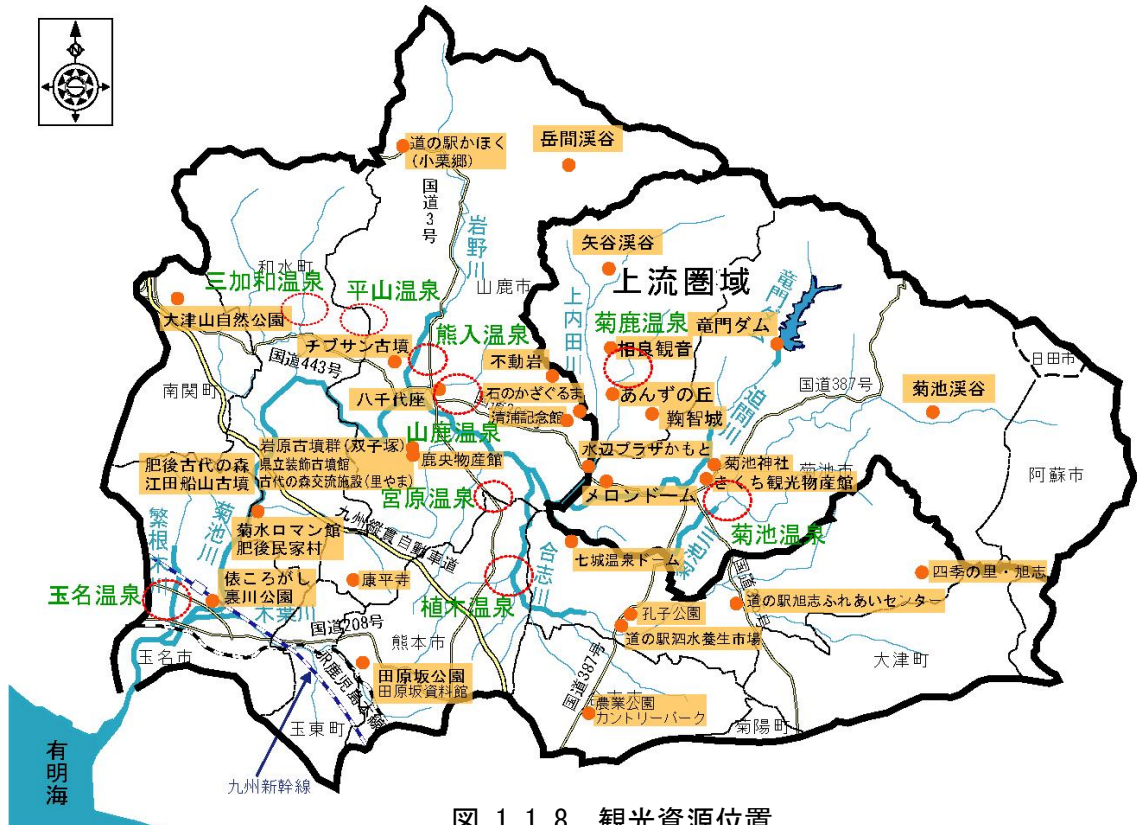 N
道の駅かほく
(小栗郷)
岳間渓谷
国道3号
岩野川
矢谷渓谷
上流圏域
和水町
三加和温泉
平山温泉
山鹿市
上内田川
竜門ダム
大津山自然公園
熊入温泉
菊鹿温泉
相良観音
チブサン古墳
不動岩
日田市
国道443号
国道387号
南関町
八千代座
石のかざぐるま
あんずの丘
迫間川
菊池渓谷
清浦記念館
鞠智城
山鹿温泉
岩原古墳群(双子塚)
県立装飾古墳館
古代の森交流施設(里やま)
鹿央物産館
水辺プラザかもと
菊池神社
菊池市
肥後古代の森
江田船山古墳
きくち観光物産館
阿蘇市
宮原温泉
メロンドーム
繁根木川
菊池川
菊水ロマン館
肥後民家村
九州縦貫自動車道
菊池温泉
菊池川
合志川
七城温泉ドーム
玉名温泉
俵ころがし
裏川公園
康平寺
植木温泉
四季の里・旭志
木葉川
孔子公園
道の駅旭志ふれあいセンター
国道208号
道の駅泗水養生市場
玉名市
熊本市
大津町
田原坂公園
田原坂資料館
JR鹿児島本線
国道387号
農業公園
カントリーパーク
玉東町
菊陽町
有明海
九州新幹線
図 1.1.8 観光資源位置